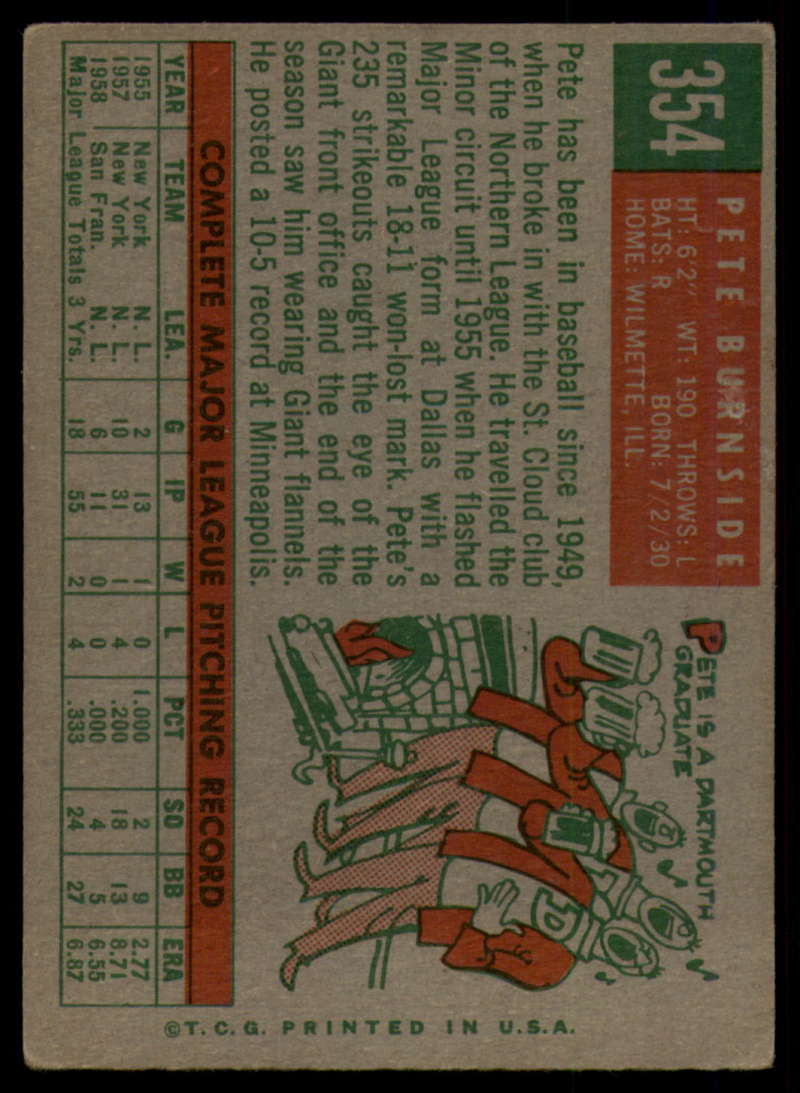 354
PETE BURNSIDE
HT: 6'2" WT: 190 THROWS: L
BATS: R BORN: 7/2/30
HOME: WILMETTE, ILL.
Pete has been in baseball since 1949,
when he broke in with the St. Cloud club
of the Northern League. He travelled the
Minor circuit until 1955 when he flashed
Major League form at Dallas with a
remarkable 18-11 won-lost mark. Pete's
235 strikeouts caught the eye of the
Giant front office and the end of the
season saw him wearing Giant flannels.
He posted a 10-5 record at Minneapolis.
PETE IS A DARTMOUTH
GRADUATE
D
COMPLETE MAJOR LEAGUE PITCHING RECORD
YEAR TEAM LEA. G IP W L PCT SO BB ERA
1955 New York N. L. 2 13 1 0 1.000 2 9 2.77
1957 New York N. L. 10 31 1 4 .200 18 13 8.71
1958 San Fran. N. L. 6 11 0 0 .000 4 5 6.55
Major League Totals 3 Yrs. 18 55 2 4 .333 24 27 6.87
©T.C.G. PRINTED IN U.S.A.